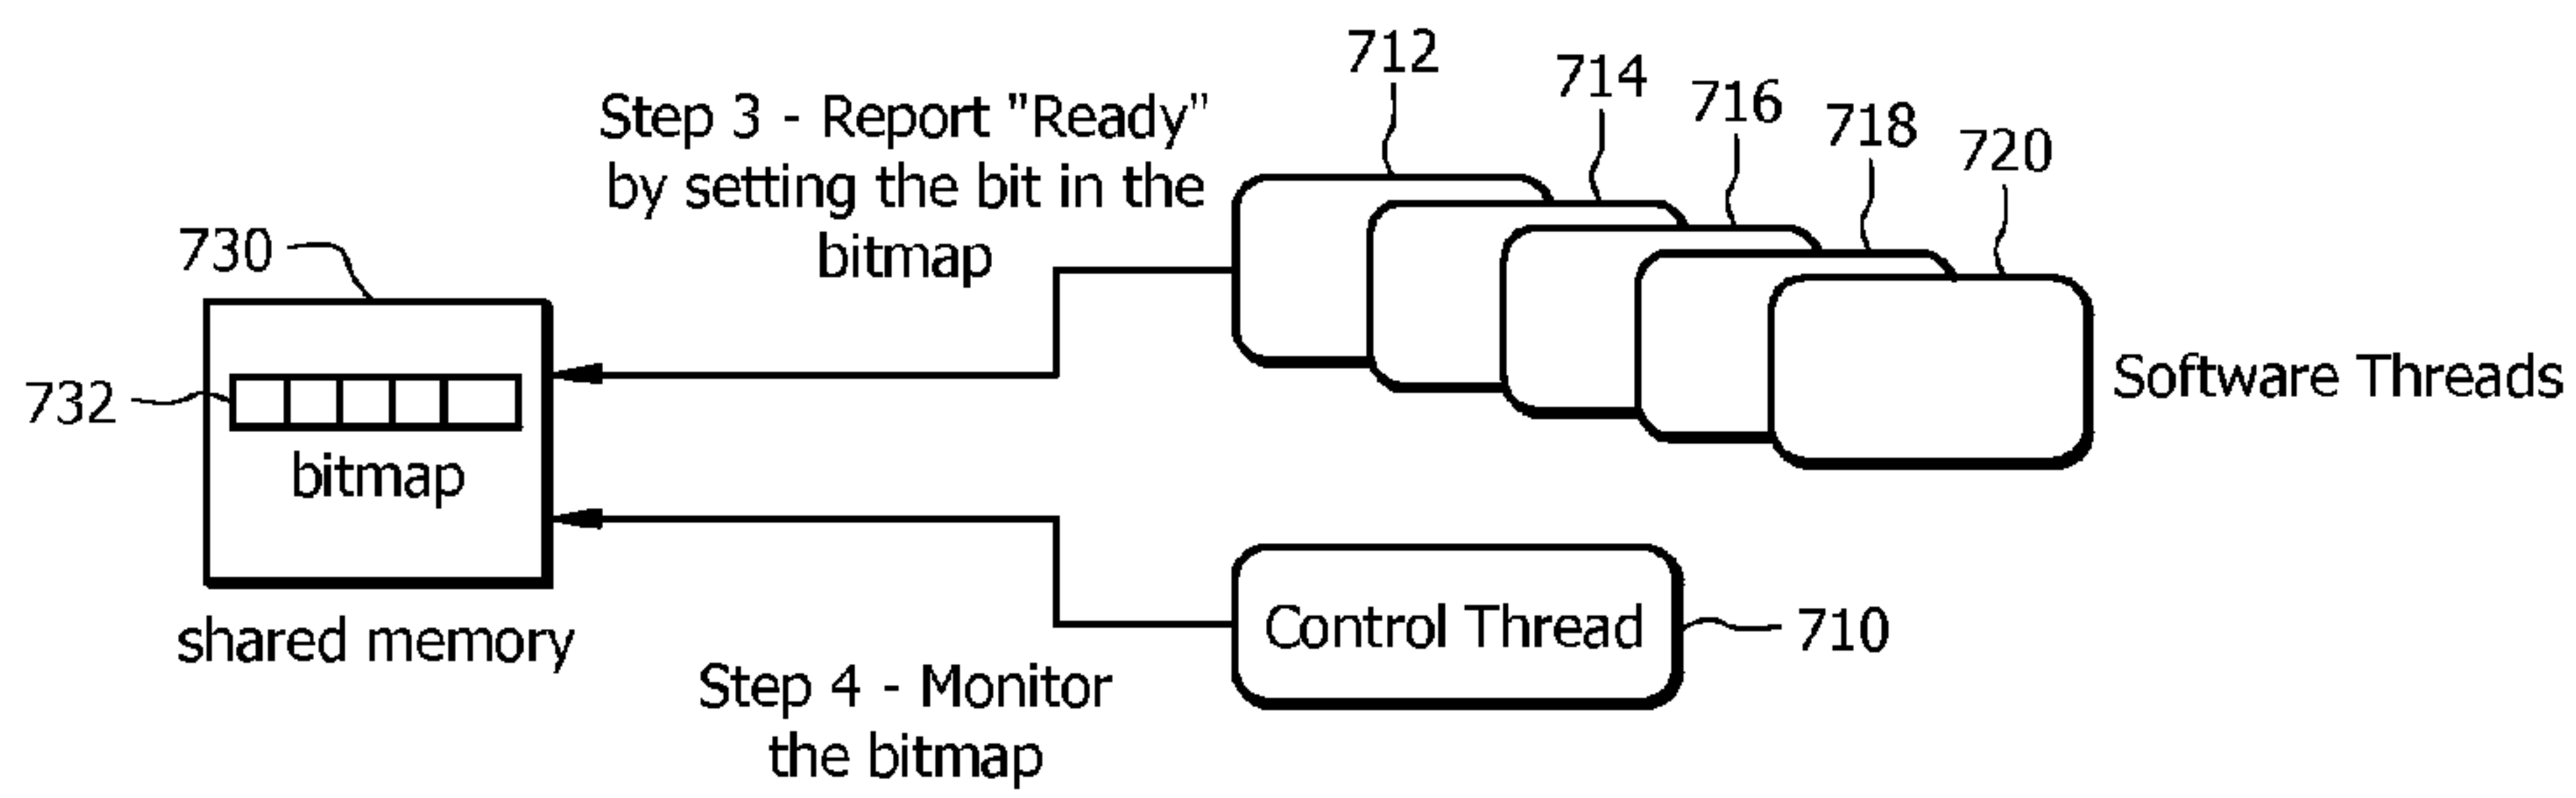 712
714
716
718
720
Step 3 - Report "Ready"
by setting the bit in the
bitmap
730
732
bitmap
shared memory
Software Threads
Control Thread
710
Step 4 - Monitor
the bitmap